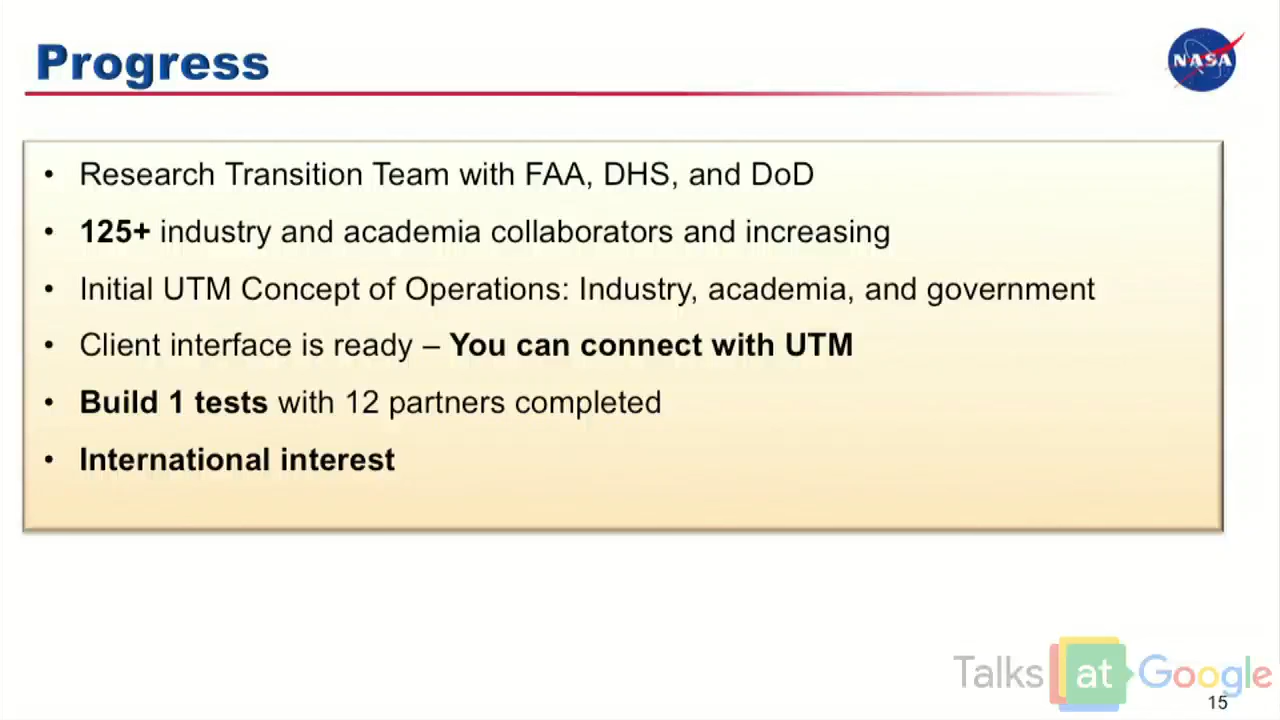 Progress
NASA
• Research Transition Team with FAA, DHS, and DoD
• 125+ industry and academia collaborators and increasing
• Initial UTM Concept of Operations: Industry, academia, and government
• Client interface is ready – You can connect with UTM
• Build 1 tests with 12 partners completed
• International interest
Talks at Google
15